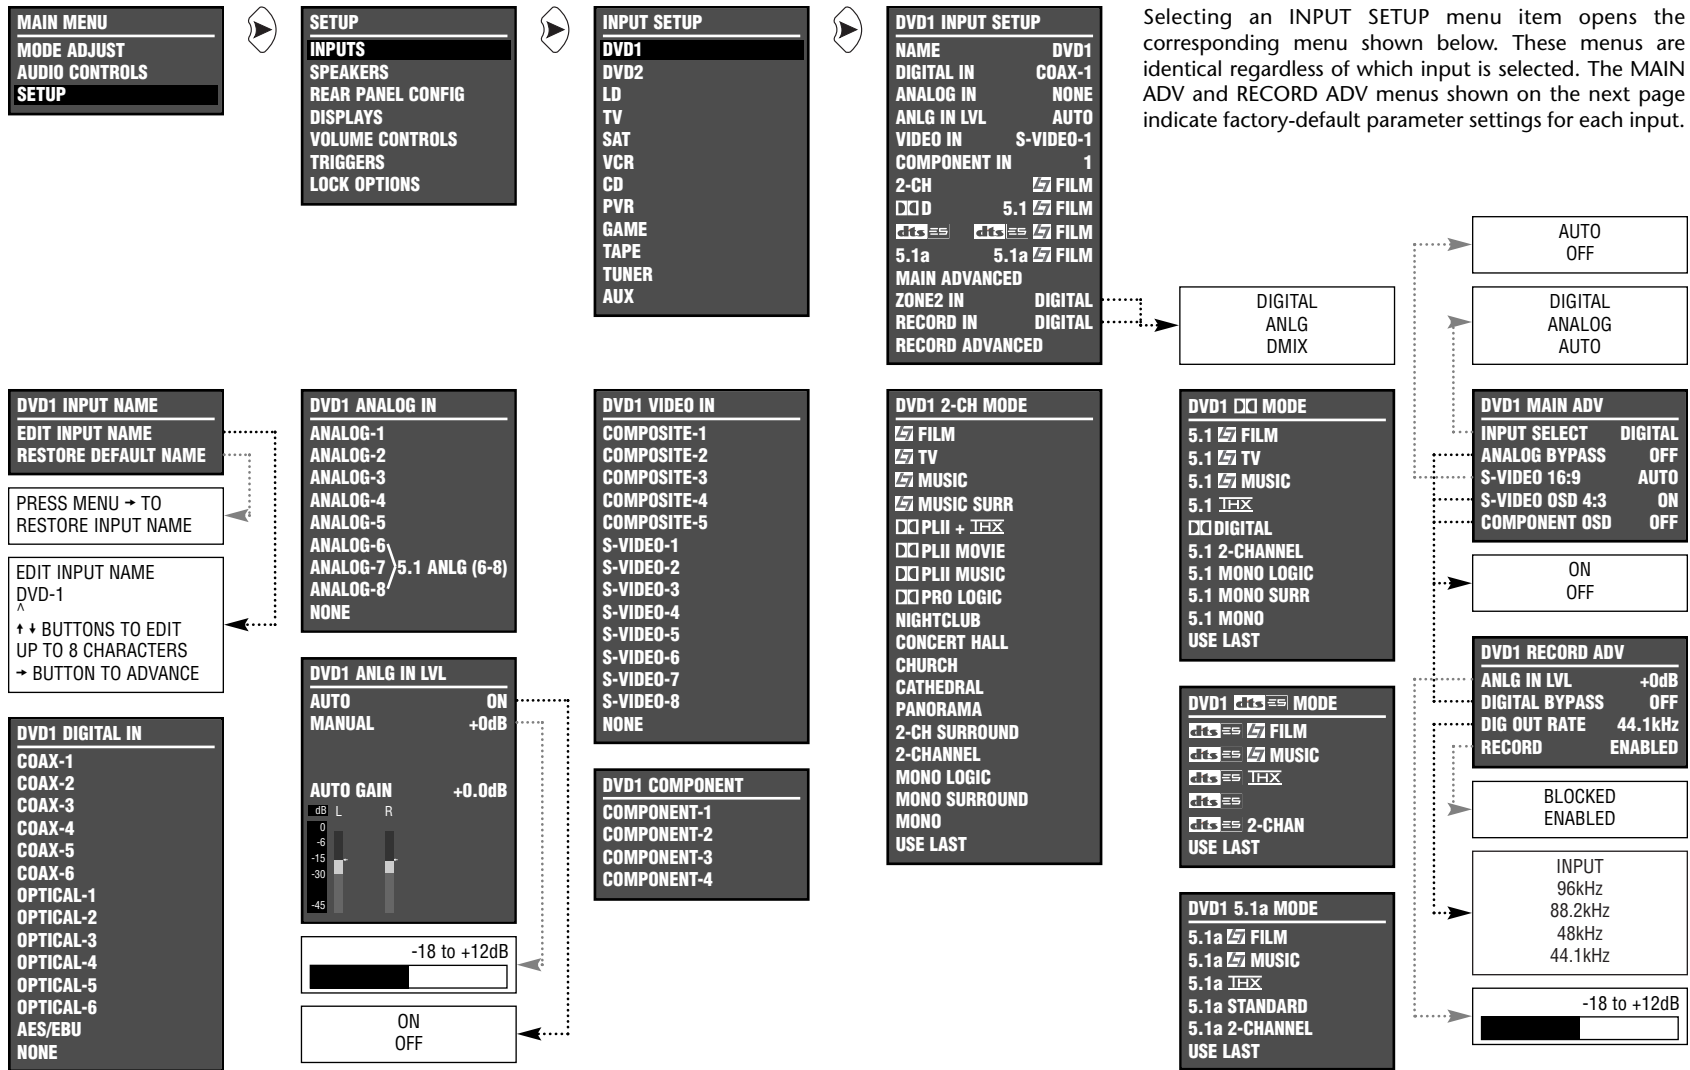 MAIN MENU
MODE ADJUST
AUDIO CONTROLS
SETUP
SETUP
INPUTS
SPEAKERS
REAR PANEL CONFIG
DISPLAYS
VOLUME CONTROLS
TRIGGERS
LOCK OPTIONS
INPUT SETUP
DVD1
DVD2
LD
TV
SAT
VCR
CD
PVR
GAME
TAPE
TUNER
AUX
DVD1 INPUT SETUP
NAME DVD1
DIGITAL IN COAX-1
ANALOG IN NONE
ANLG IN LVL AUTO
VIDEO IN S-VIDEO-1
COMPONENT IN 1
2-CH FILM
D 5.1 FILM
dts ES dts ES FILM
5.1a 5.1a FILM
MAIN ADVANCED
ZONE2 IN DIGITAL
RECORD IN DIGITAL
RECORD ADVANCED
Selecting an INPUT SETUP menu item opens the
corresponding menu shown below. These menus are
identical regardless of which input is selected. The MAIN
ADV and RECORD ADV menus shown on the next page
indicate factory-default parameter settings for each input.
DIGITAL
ANLG
DMIX
AUTO
OFF
DIGITAL
ANALOG
AUTO
DVD1 INPUT NAME
EDIT INPUT NAME
RESTORE DEFAULT NAME
PRESS MENU → TO
RESTORE INPUT NAME
EDIT INPUT NAME
DVD-1
^
↑ ↓ BUTTONS TO EDIT
UP TO 8 CHARACTERS
→ BUTTON TO ADVANCE
DVD1 DIGITAL IN
COAX-1
COAX-2
COAX-3
COAX-4
COAX-5
COAX-6
OPTICAL-1
OPTICAL-2
OPTICAL-3
OPTICAL-4
OPTICAL-5
OPTICAL-6
AES/EBU
NONE
DVD1 ANALOG IN
ANALOG-1
ANALOG-2
ANALOG-3
ANALOG-4
ANALOG-5
ANALOG-6
ANALOG-7 5.1 ANLG (6-8)
ANALOG-8
NONE
DVD1 ANLG IN LVL
AUTO ON
MANUAL +0dB
AUTO GAIN +0.0dB
dB L R
0
-6
-15
-30
-45
-18 to +12dB
ON
OFF
DVD1 VIDEO IN
COMPOSITE-1
COMPOSITE-2
COMPOSITE-3
COMPOSITE-4
COMPOSITE-5
S-VIDEO-1
S-VIDEO-2
S-VIDEO-3
S-VIDEO-4
S-VIDEO-5
S-VIDEO-6
S-VIDEO-7
S-VIDEO-8
NONE
DVD1 COMPONENT
COMPONENT-1
COMPONENT-2
COMPONENT-3
COMPONENT-4
DVD1 2-CH MODE
FILM
TV
MUSIC
MUSIC SURR
PLII + THX
PLII MOVIE
PLII MUSIC
PRO LOGIC
NIGHTCLUB
CONCERT HALL
CHURCH
CATHEDRAL
PANORAMA
2-CH SURROUND
2-CHANNEL
MONO LOGIC
MONO SURROUND
MONO
USE LAST
DVD1 MODE
5.1 FILM
5.1 TV
5.1 MUSIC
5.1 THX
DIGITAL
5.1 2-CHANNEL
5.1 MONO LOGIC
5.1 MONO SURR
5.1 MONO
USE LAST
DVD1 dts ES MODE
dts ES FILM
dts ES MUSIC
dts ES THX
dts ES
dts ES 2-CHAN
USE LAST
DVD1 5.1a MODE
5.1a FILM
5.1a MUSIC
5.1a THX
5.1a STANDARD
5.1a 2-CHANNEL
USE LAST
DVD1 MAIN ADV
INPUT SELECT DIGITAL
ANALOG BYPASS OFF
S-VIDEO 16:9 AUTO
S-VIDEO OSD 4:3 ON
COMPONENT OSD OFF
ON
OFF
DVD1 RECORD ADV
ANLG IN LVL +0dB
DIGITAL BYPASS OFF
DIG OUT RATE 44.1kHz
RECORD ENABLED
BLOCKED
ENABLED
INPUT
96kHz
88.2kHz
48kHz
44.1kHz
-18 to +12dB